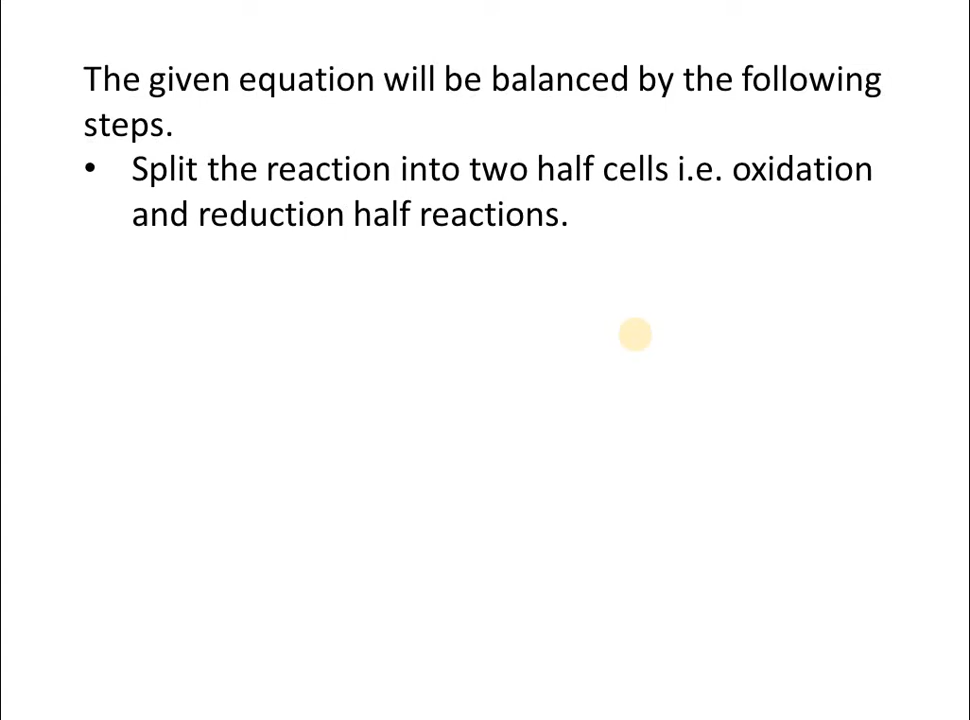 The given equation will be balanced by the following
steps.
• Split the reaction into two half cells i.e. oxidation
and reduction half reactions.